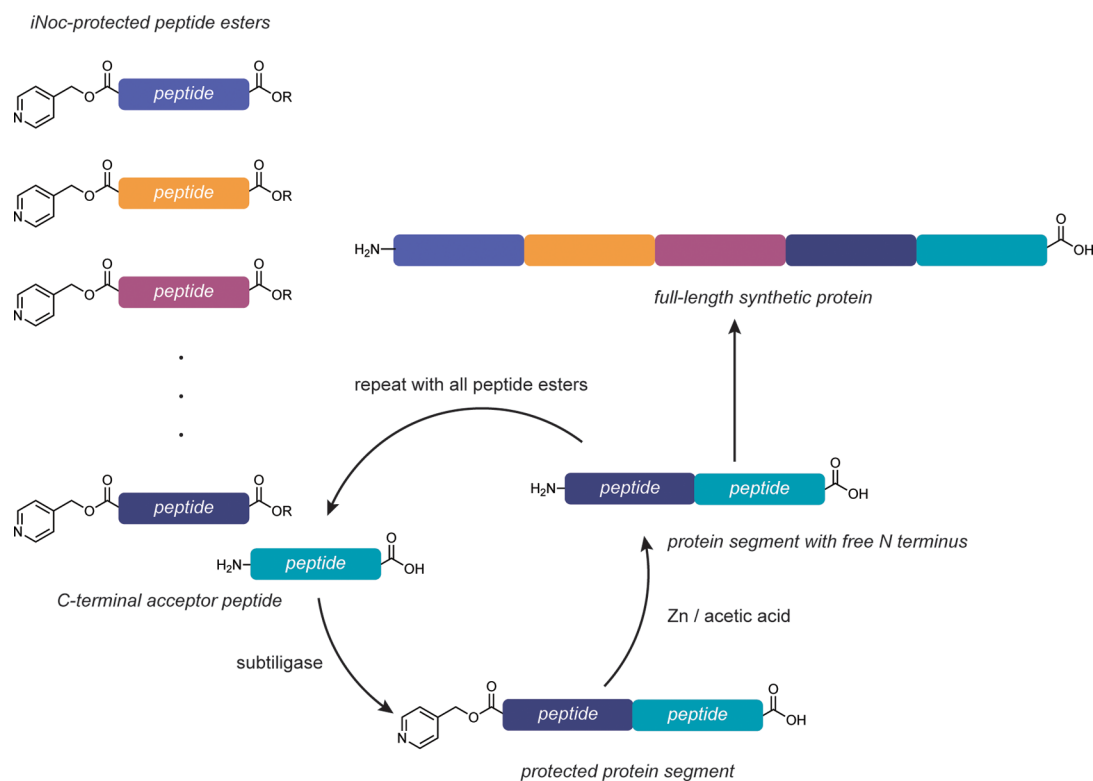 iNoc-protected peptide esters
O
O
O
peptide
OR
N
O
O
O
peptide
OR
N
H₂N
O
OH
full-length synthetic protein
O
O
O
peptide
OR
N
repeat with all peptide esters
O
O
O
peptide
OR
N
H₂N
peptide
peptide
O
OH
protein segment with free N terminus
H₂N
peptide
O
OH
C-terminal acceptor peptide
Zn / acetic acid
subtiligase
O
O
peptide
peptide
O
OH
N
protected protein segment